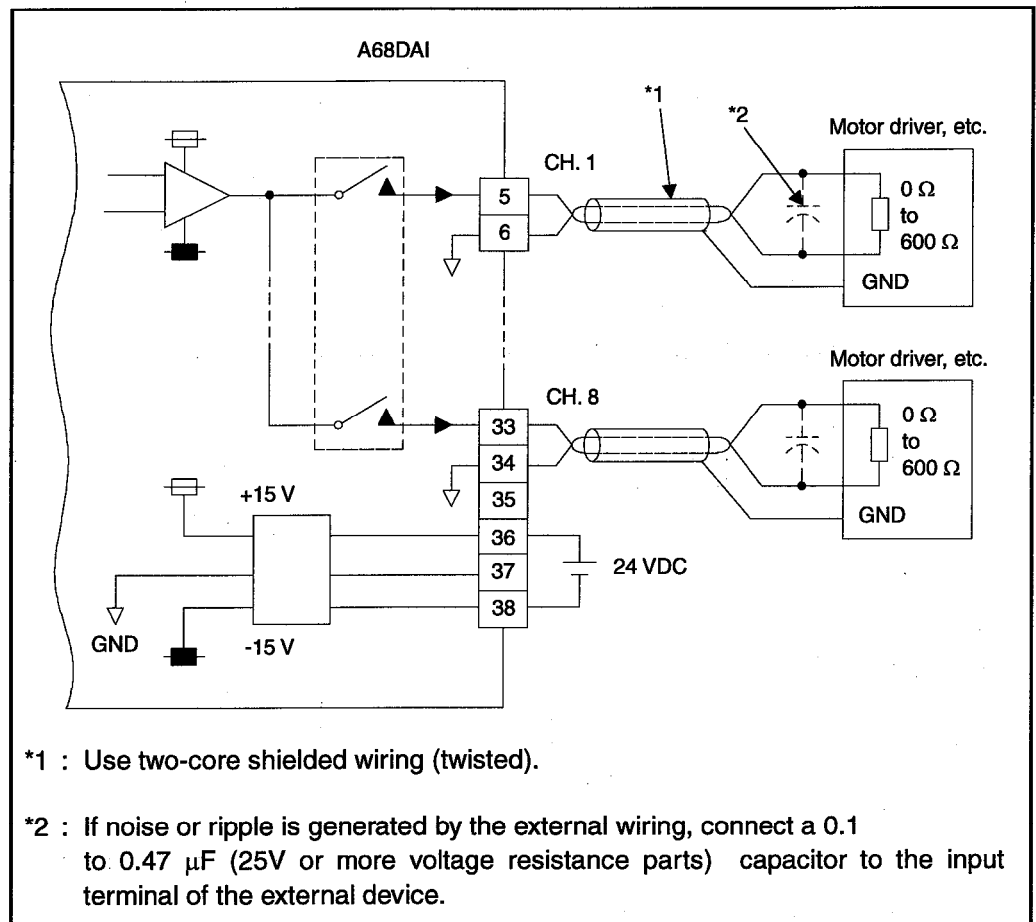 A68DAI
*1
*2
Motor driver, etc.
CH. 1
5
6
0 Ω
to
600 Ω
GND
Motor driver, etc.
CH. 8
33
34
35
36
37
38
0 Ω
to
600 Ω
GND
+15 V
24 VDC
GND
-15 V
*1 : Use two-core shielded wiring (twisted).
*2 : If noise or ripple is generated by the external wiring, connect a 0.1
to 0.47 μF (25V or more voltage resistance parts) capacitor to the input
terminal of the external device.